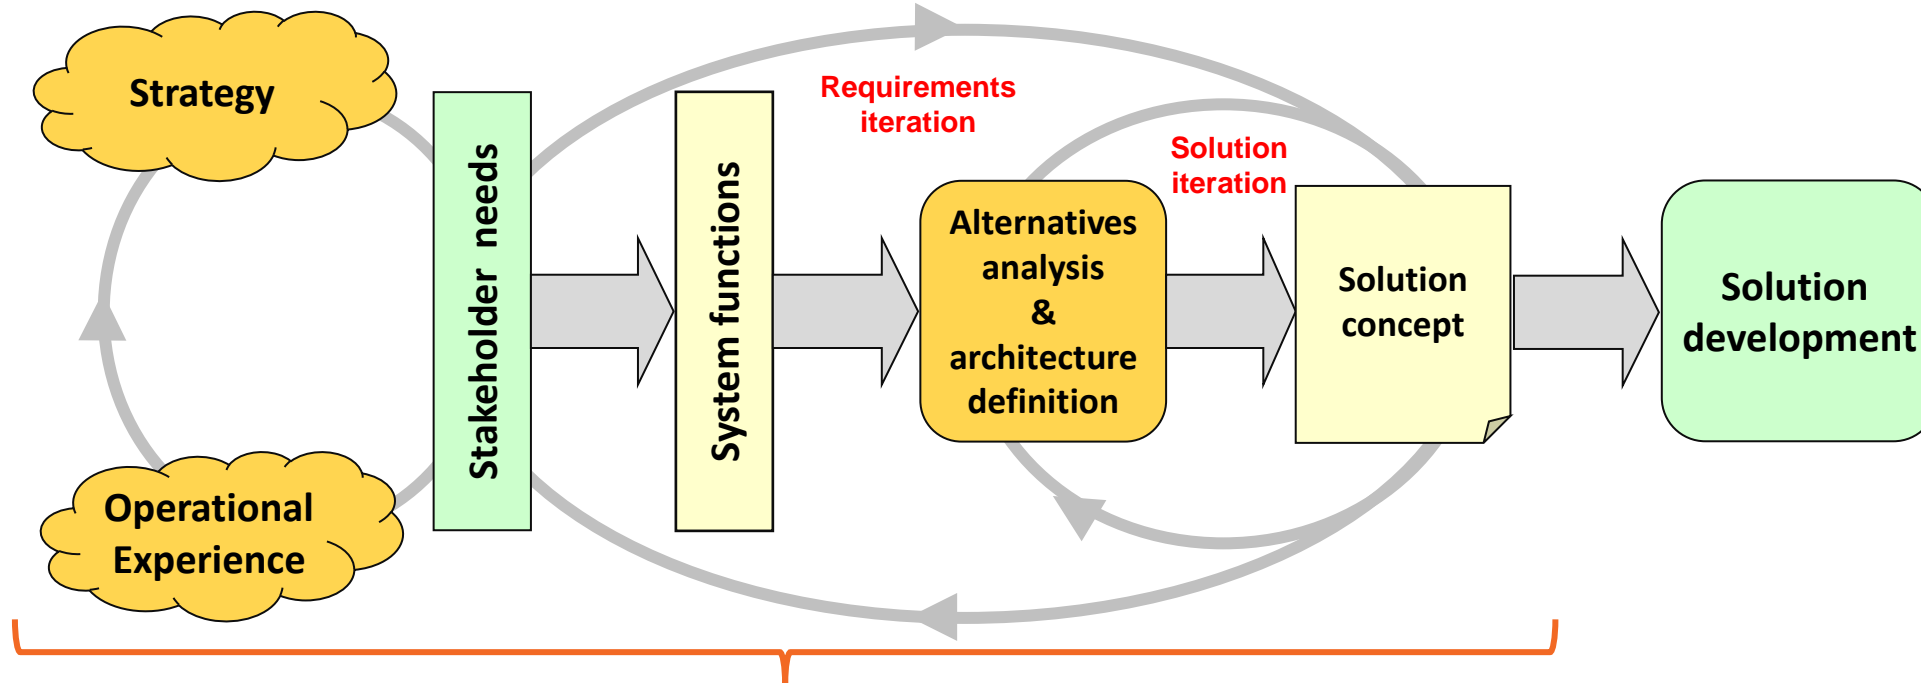 Strategy
Operational
Experience
Stakeholder needs
System functions
Requirements
iteration
Alternatives
analysis
&
architecture
definition
Solution
iteration
Solution
concept
Solution
development